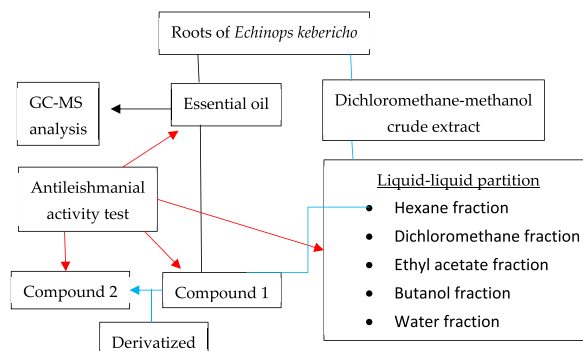 Roots of Echinops kebericho
GC-MS
analysis
Essential oil
Dichloromethane-methanol
crude extract
Antileishmanial
activity test
Liquid-liquid partition
• Hexane fraction
• Dichloromethane fraction
• Ethyl acetate fraction
• Butanol fraction
• Water fraction
Compound 2
Compound 1
Derivatized